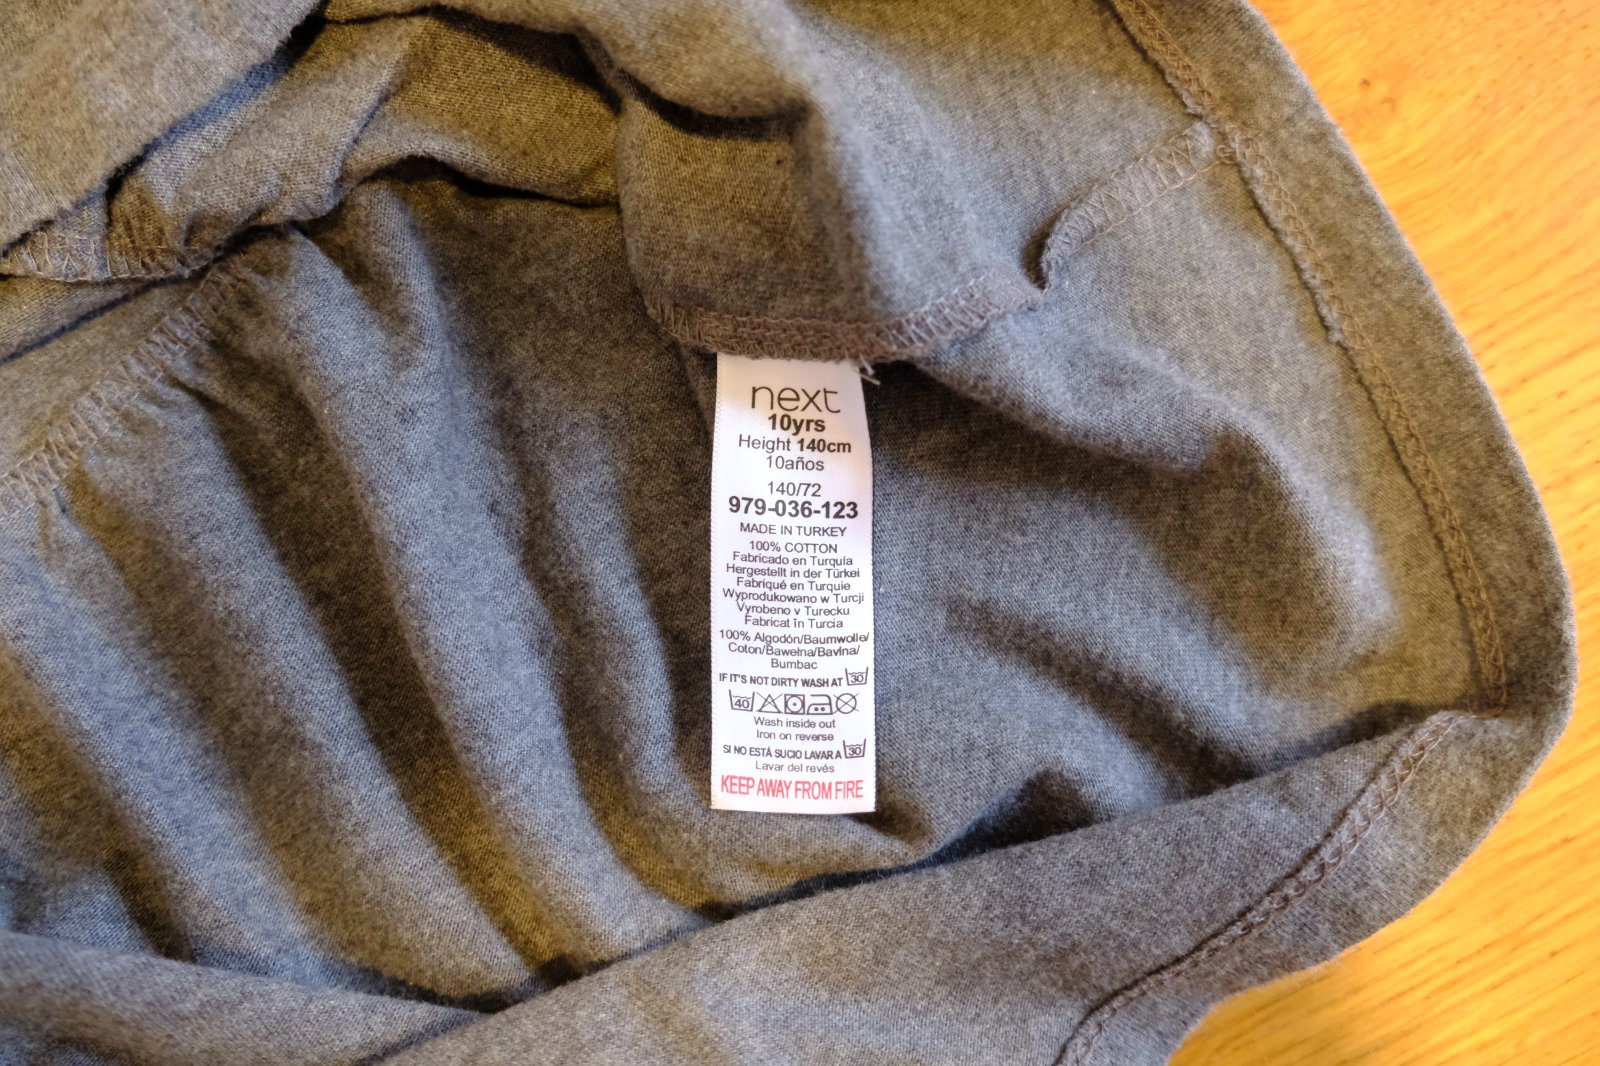 next
10yrs
Height 140cm
10años
140/72
979-036-123
MADE IN TURKEY
100% COTTON
Fabricado en Turquía
Hergestellt in der Türkei
Fabriqué en Turquie
Wyprodukowano w Turcji
Vyrobeno v Turecku
Fabricat în Turcia
100% Algodón/Baumwolle/
Coton/Bawełna/Bavlna/
Bumbac
IF IT'S NOT DIRTY WASH AT 30
40
Wash inside out
Iron on reverse
SI NO ESTÁ SUCIO LAVAR A 30
Lavar del revés
KEEP AWAY FROM FIRE